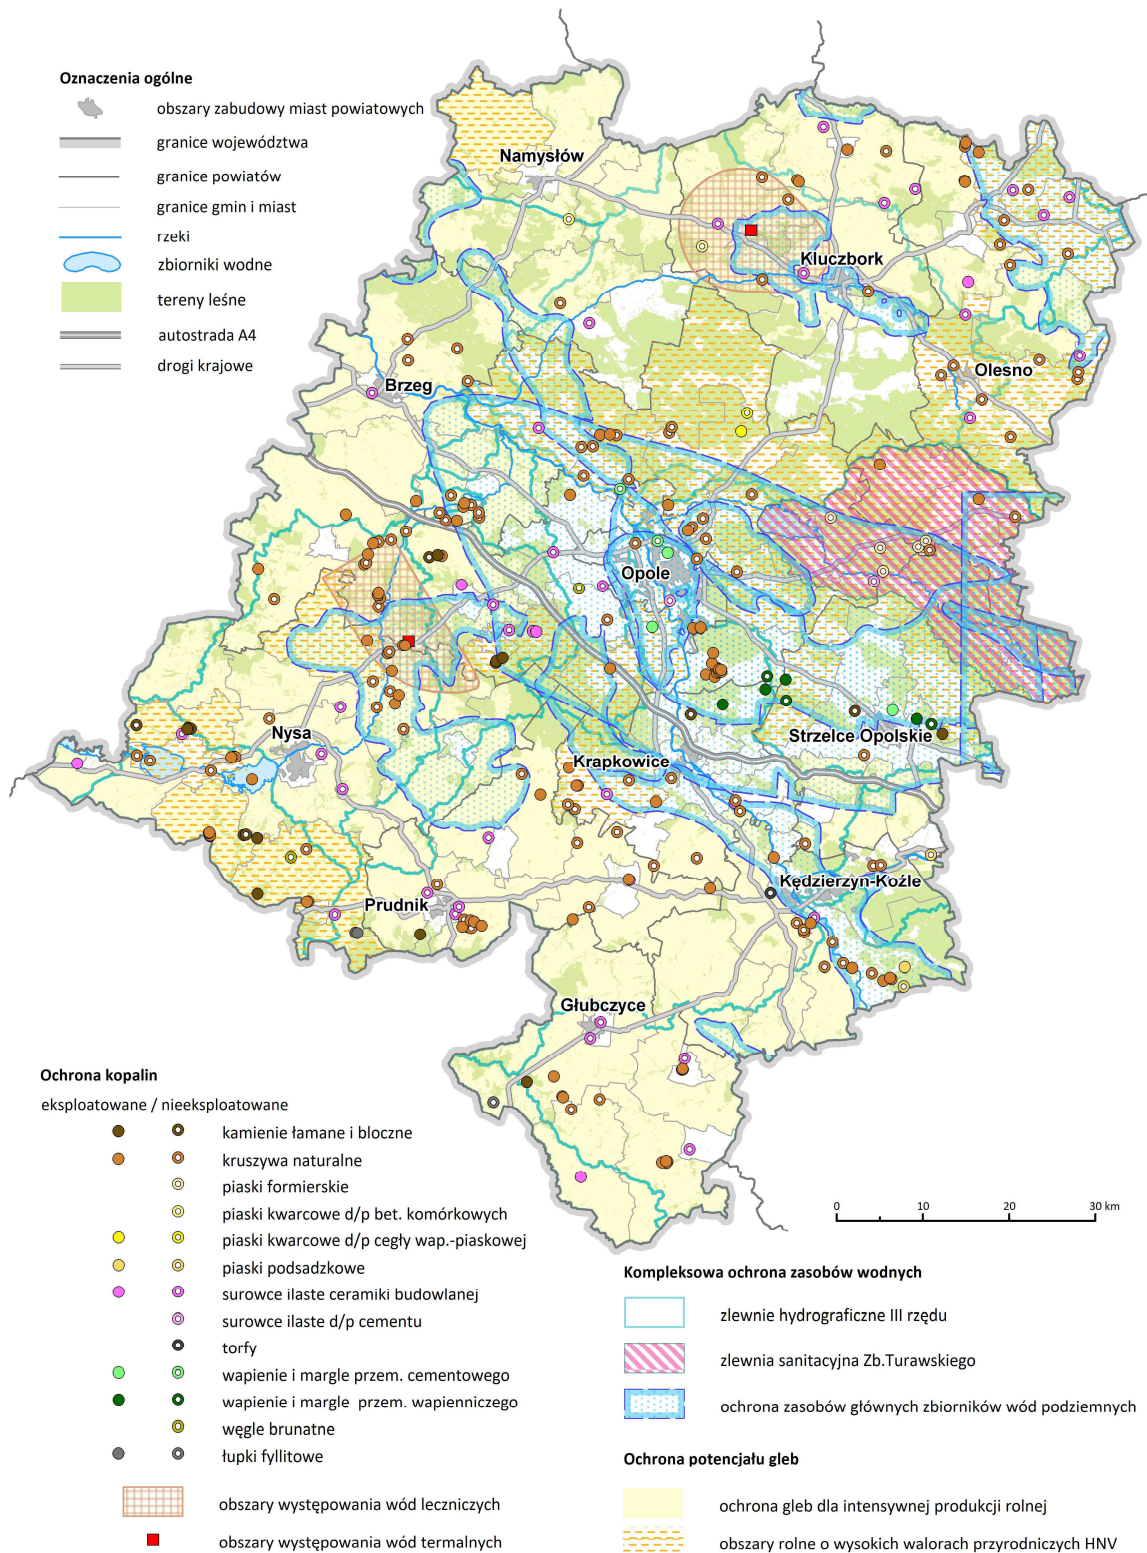 Oznaczenia ogólne
obszary zabudowy miast powiatowych
granice województwa
granice powiatów
granice gmin i miast
rzeki
zbiorniki wodne
tereny leśne
autostrada A4
drogi krajowe
Namysłów
Kluczbork
Olesno
Brzeg
Opole
Nysa
Strzelce Opolskie
Krapkowice
Kędzierzyn-Koźle
Prudnik
Głubczyce
Ochrona kopalin
eksploatowane / nieeksploatowane
kamienie łamane i bloczne
kruszywa naturalne
piaski formierskie
piaski kwarcowe d/p bet. komórkowych
piaski kwarcowe d/p cegły wap.-piaskowej
piaski podsadzkowe
surowce ilaste ceramiki budowlanej
surowce ilaste d/p cementu
torfy
wapienie i margle przem. cementowego
wapienie i margle przem. wapienniczego
węgle brunatne
łupki fyllitowe
obszary występowania wód leczniczych
obszary występowania wód termalnych
0 10 20 30 km
Kompleksowa ochrona zasobów wodnych
zlewnie hydrograficzne III rzędu
zlewnia sanitacyjna Zb.Turawskiego
ochrona zasobów głównych zbiorników wód podziemnych
Ochrona potencjału gleb
ochrona gleb dla intensywnej produkcji rolnej
obszary rolne o wysokich walorach przyrodniczych HNV